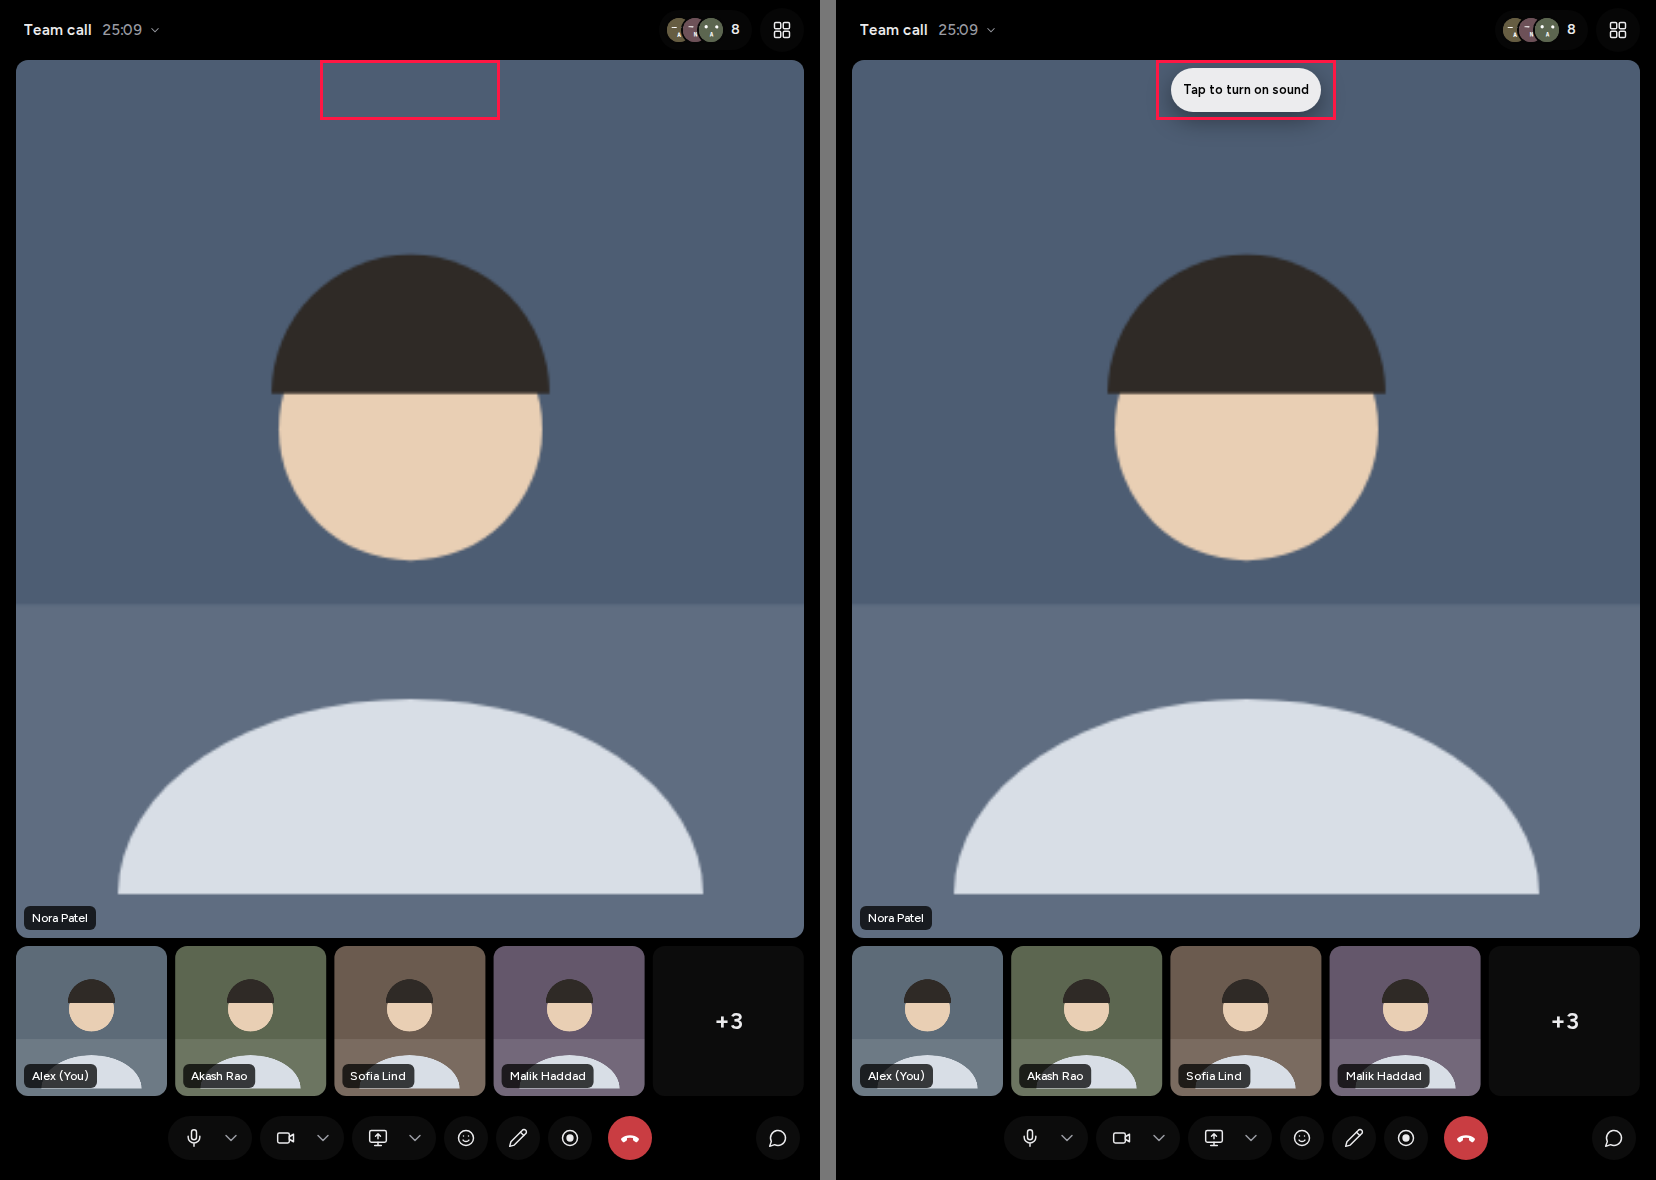 Team call 25:09
8
Nora Patel
Alex (You)
Akash Rao
Sofia Lind
Malik Haddad
+3
Team call 25:09
8
Tap to turn on sound
Nora Patel
Alex (You)
Akash Rao
Sofia Lind
Malik Haddad
+3